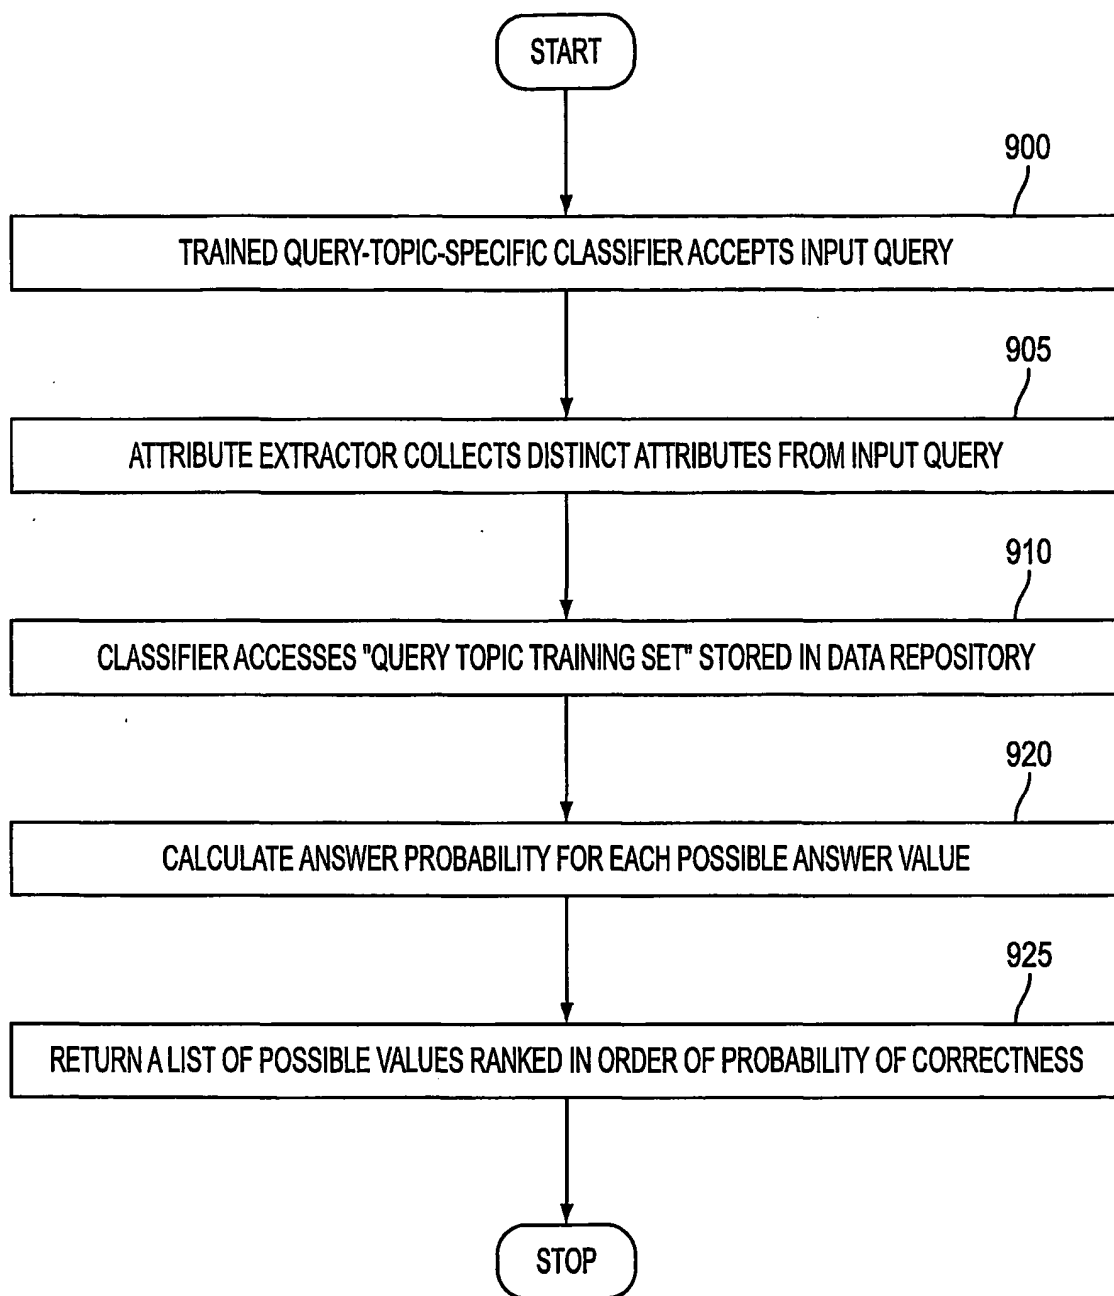 START
900
TRAINED QUERY-TOPIC-SPECIFIC CLASSIFIER ACCEPTS INPUT QUERY
905
ATTRIBUTE EXTRACTOR COLLECTS DISTINCT ATTRIBUTES FROM INPUT QUERY
910
CLASSIFIER ACCESSES "QUERY TOPIC TRAINING SET" STORED IN DATA REPOSITORY
920
CALCULATE ANSWER PROBABILITY FOR EACH POSSIBLE ANSWER VALUE
925
RETURN A LIST OF POSSIBLE VALUES RANKED IN ORDER OF PROBABILITY OF CORRECTNESS
STOP